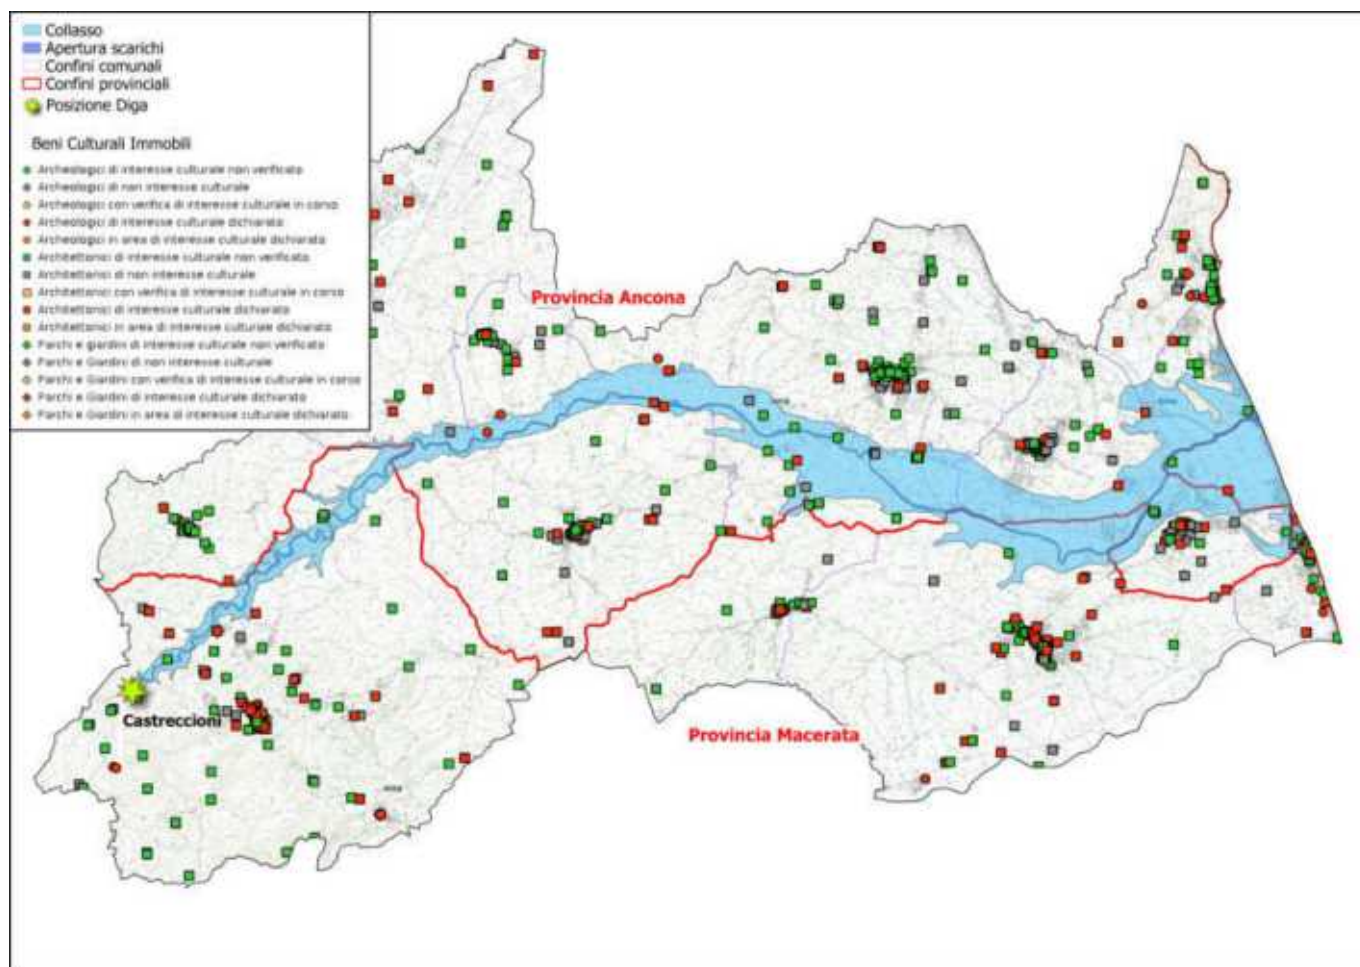 Collasso
Apertura scarichi
Confini comunali
Confini provinciali
Posizione Diga
Beni Culturali Immobili
Archeologici di interesse culturale non verificato
Archeologici di non interesse culturale
Archeologici con verifica di interesse culturale in corso
Archeologici di interesse culturale dichiarato
Archeologici in area di interesse culturale dichiarata
Architettonici di interesse culturale non verificato
Architettonici di non interesse culturale
Architettonici con verifica di interesse culturale in corso
Architettonici di interesse culturale dichiarato
Architettonici in area di interesse culturale dichiarata
Parchi e giardini di interesse culturale non verificato
Parchi e Giardini di non interesse culturale
Parchi e Giardini con verifica di interesse culturale in corso
Parchi e Giardini di interesse culturale dichiarato
Parchi e Giardini in area di interesse culturale dichiarata
Provincia Ancona
Castreccioni
Provincia Macerata